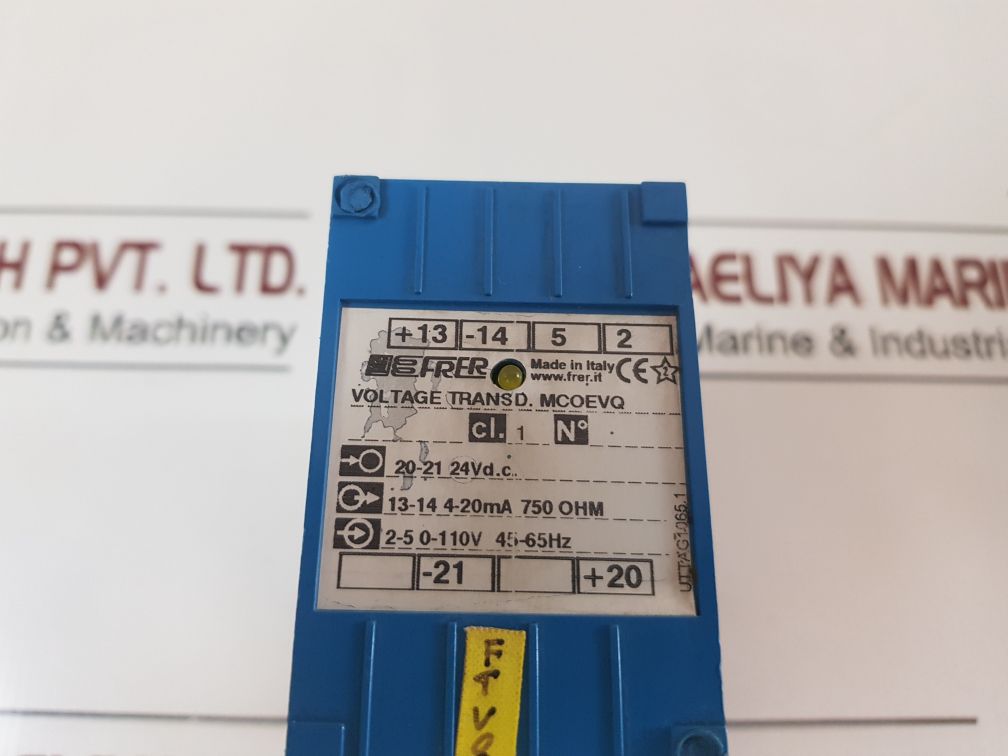 H PVT. LTD.
on & Machinery
AELIYA MARI
Marine & Industri
+13 -14 5 2
FRER Made in Italy
www.frer.it CE 2
VOLTAGE TRANSD. MCOEVQ
cl. 1 N°
20-21 24Vd.c.
13-14 4-20mA 750 OHM
2-5 0-110V 45-65Hz
-21 +20
F
T
V